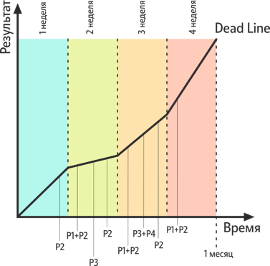 Результат
1 неделя
2 неделя
3 неделя
4 неделя
Dead Line
Время
P2
P1+P2
P3
P2
P1+P2
P3+P4
P2
P1+P2
1 месяц